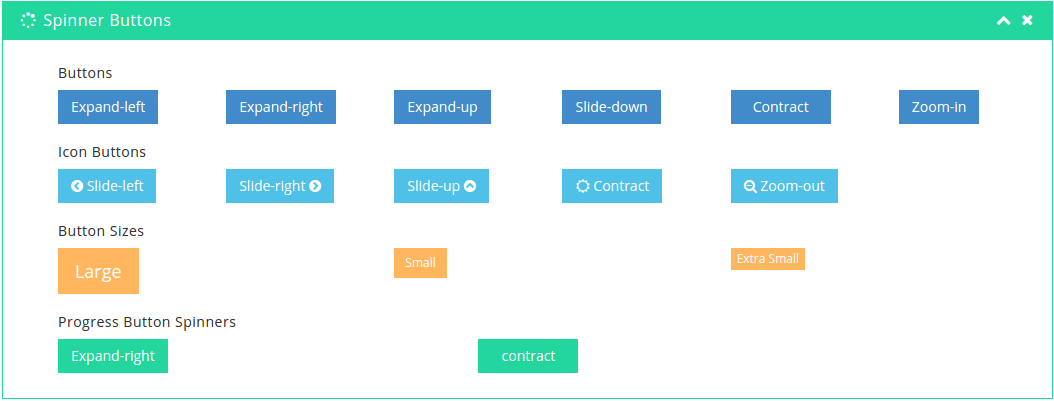 Spinner Buttons
Buttons
Expand-left Expand-right Expand-up Slide-down Contract Zoom-in
Icon Buttons
Slide-left Slide-right Slide-up Contract Zoom-out
Button Sizes
Large Small Extra Small
Progress Button Spinners
Expand-right contract